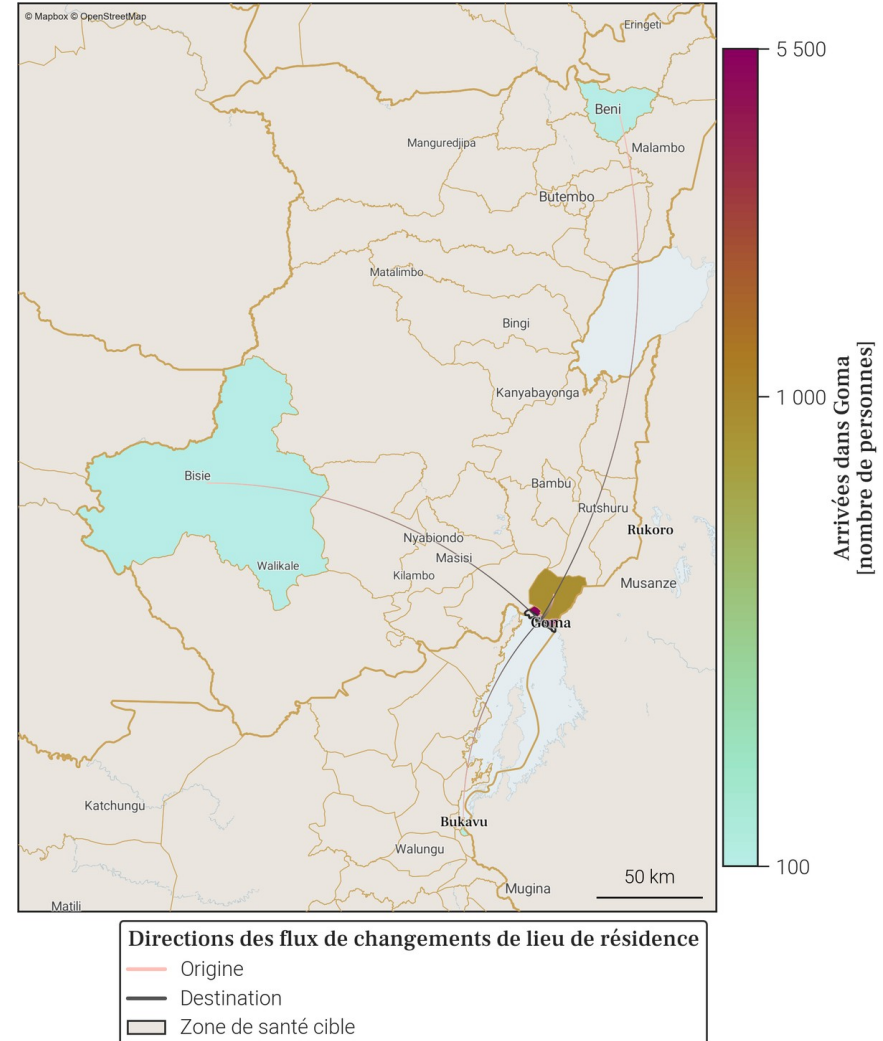 © Mapbox © OpenStreetMap
Eringeti
5 500
Beni
Manguredjipa
Malambo
Butembo
Matalimbo
Bingi
Kanyabayonga
1 000
Arrivées dans Goma
[nombre de personnes]
Bisie
Bambu
Rutshuru
Rukoro
Nyabiondo
Masisi
Walikale
Kilambo
Musanze
Goma
Katchungu
Bukavu
Walungu
100
50 km
Mugina
Matili
Directions des flux de changements de lieu de résidence
Origine
Destination
Zone de santé cible